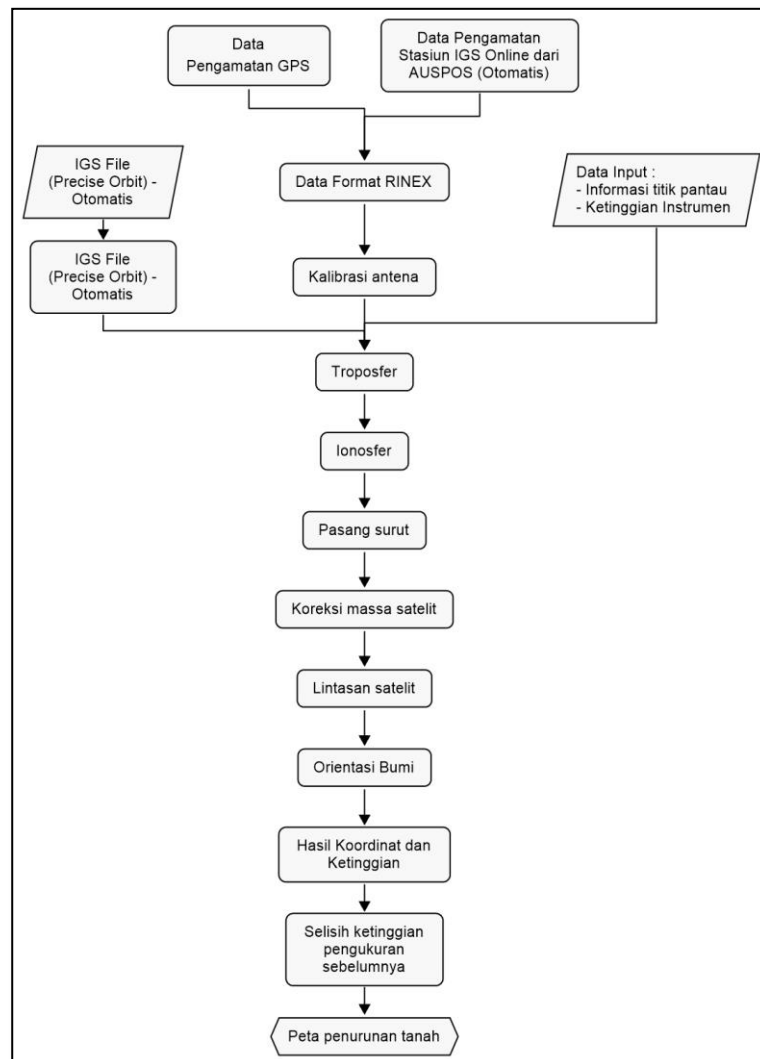 Data
Pengamatan GPS
Data Pengamatan
Stasiun IGS Online dari
AUSPOS (Otomatis)
IGS File
(Precise Orbit) -
Otomatis
Data Format RINEX
Data Input :
- Informasi titik pantau
- Ketinggian Instrumen
IGS File
(Precise Orbit) -
Otomatis
Kalibrasi antena
Troposfer
Ionosfer
Pasang surut
Koreksi massa satelit
Lintasan satelit
Orientasi Bumi
Hasil Koordinat dan
Ketinggian
Selisih ketinggian
pengukuran
sebelumnya
Peta penurunan tanah